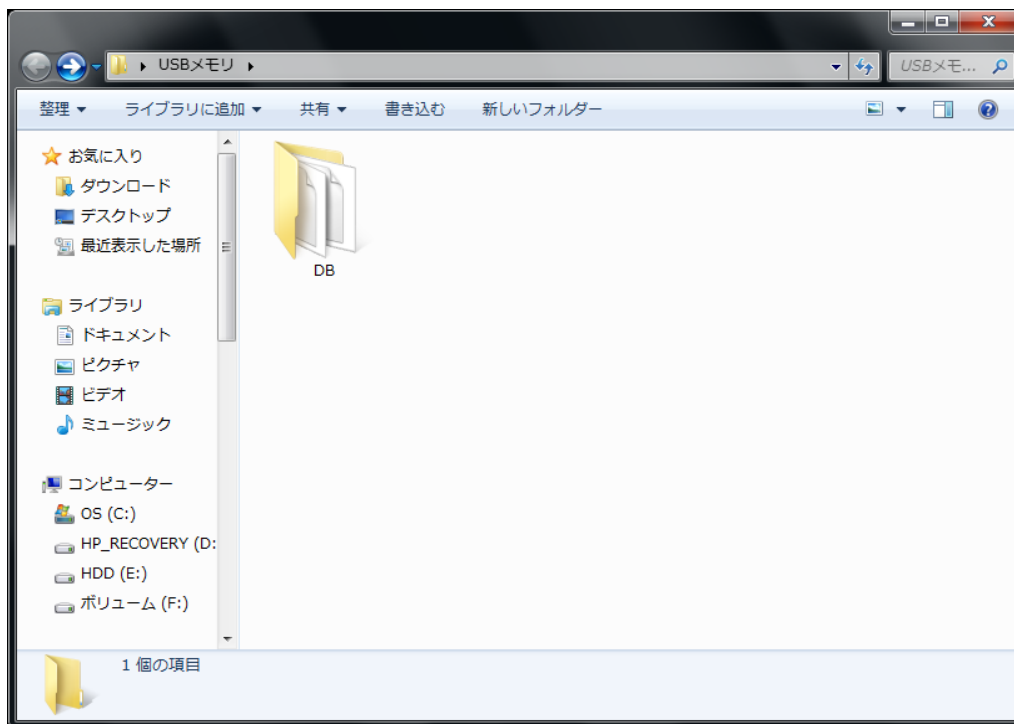 USBメモリ
USBメモ...
整理 ライブラリに追加 共有 書き込む 新しいフォルダー
お気に入り
ダウンロード
デスクトップ
最近表示した場所
ライブラリ
ドキュメント
ピクチャ
ビデオ
ミュージック
コンピューター
OS (C:)
HP_RECOVERY (D:
HDD (E:)
ボリューム (F:)
DB
1 個の項目